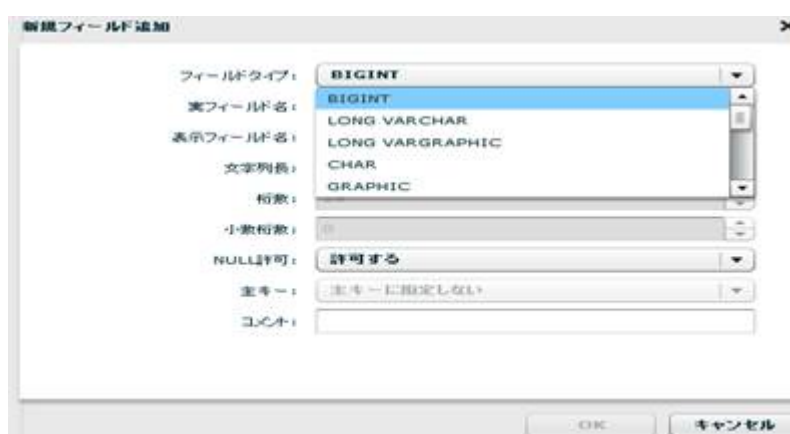 新規フィールド追加
フィールドタイプ: BIGINT
BIGINT
実フィールド名:
LONG VARCHAR
表示フィールド名:
LONG VARGRAPHIC
文字列長:
CHAR
GRAPHIC
桁数:
小数桁数: 0
NULL許可: 許可する
主キー: 主キーに指定しない
コメント:
OK キャンセル